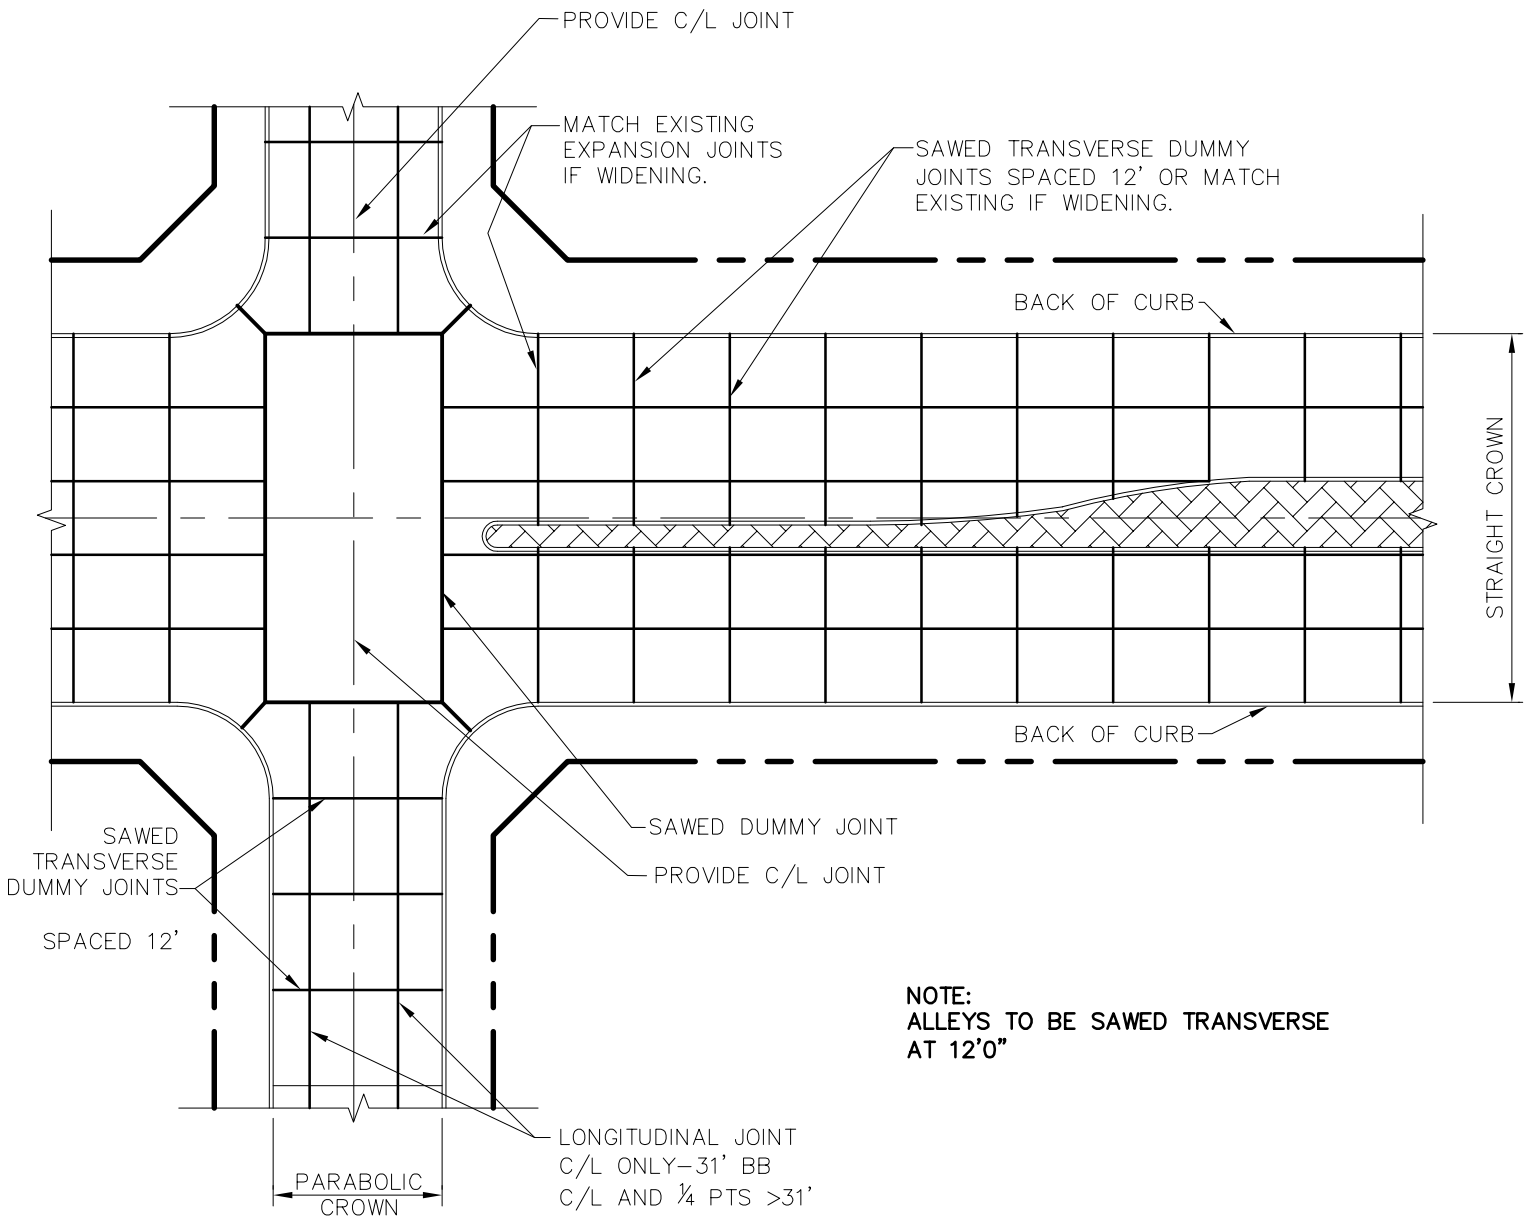 PROVIDE C/L JOINT
MATCH EXISTING
EXPANSION JOINTS
IF WIDENING.
SAWED TRANSVERSE DUMMY
JOINTS SPACED 12' OR MATCH
EXISTING IF WIDENING.
BACK OF CURB
STRAIGHT CROWN
BACK OF CURB
SAWED
TRANSVERSE
DUMMY JOINTS
SPACED 12'
SAWED DUMMY JOINT
PROVIDE C/L JOINT
NOTE:
ALLEYS TO BE SAWED TRANSVERSE
AT 12'0"
LONGITUDINAL JOINT
C/L ONLY-31' BB
C/L AND ¼ PTS >31'
PARABOLIC
CROWN